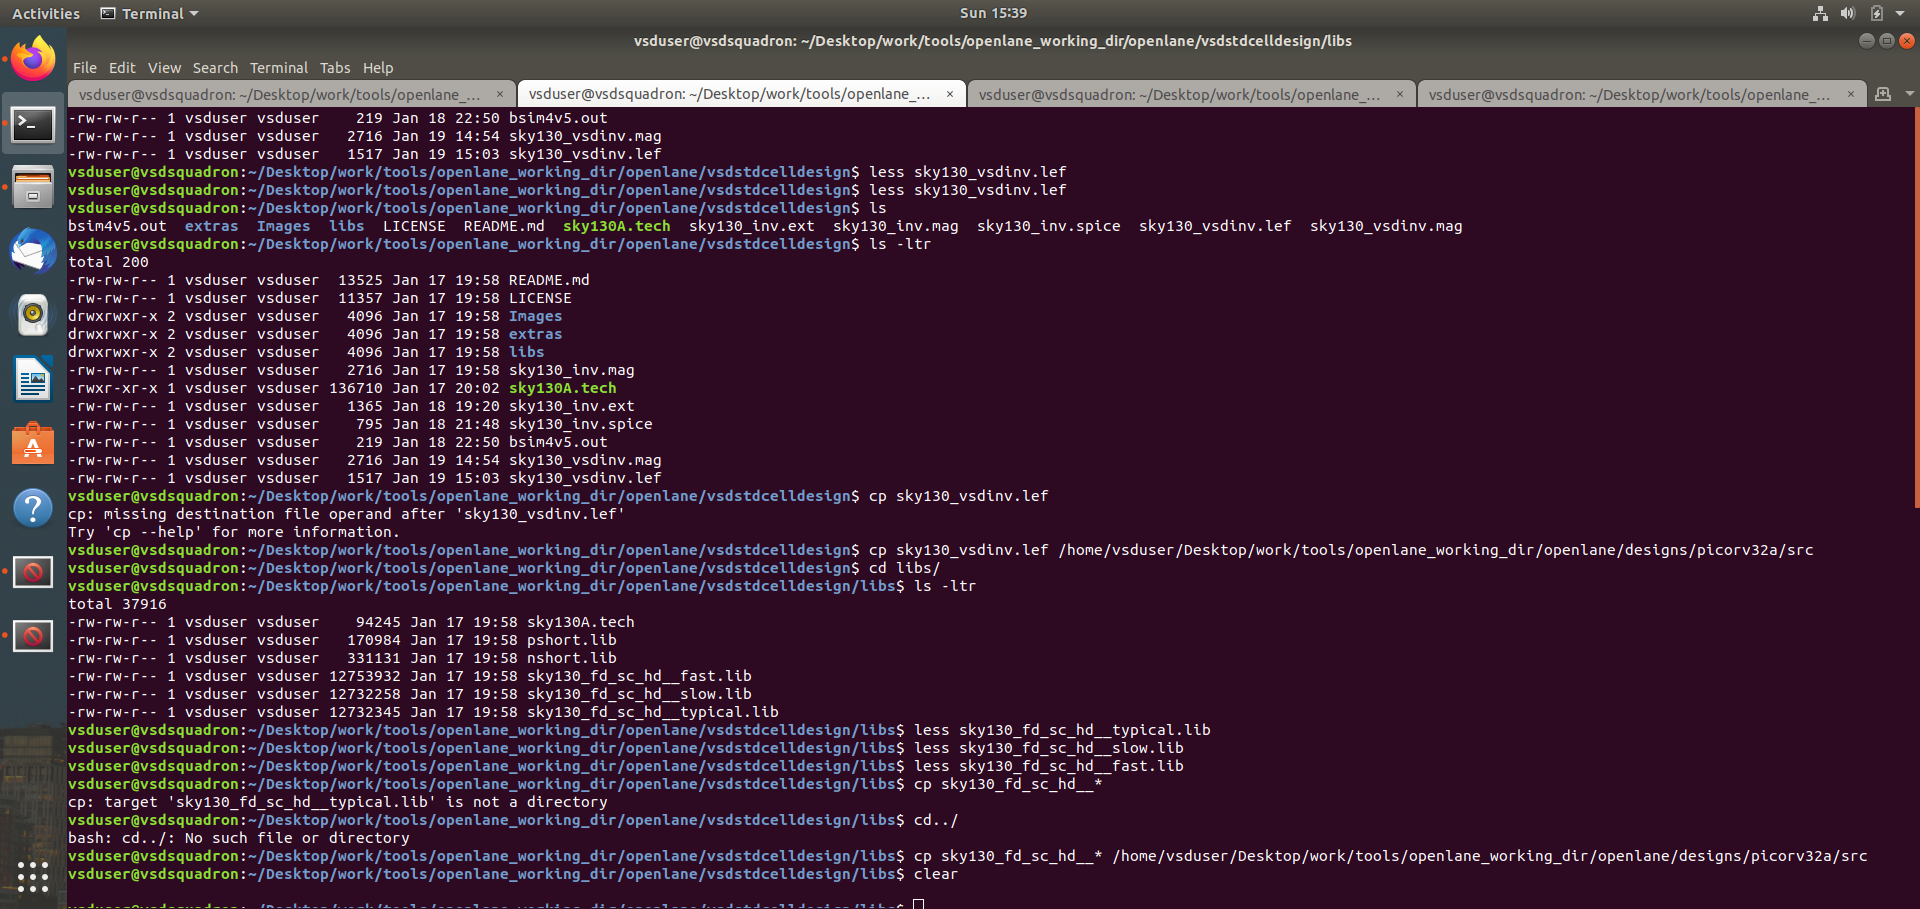 Activities Terminal Sun 15:39
vsduser@vsdsquadron: ~/Desktop/work/tools/openlane_working_dir/openlane/vsdstdcelldesign/libs
File Edit View Search Terminal Tabs Help
vsduser@vsdsquadron: ~/Desktop/work/tools/openlane_... × vsduser@vsdsquadron: ~/Desktop/work/tools/openlane_... × vsduser@vsdsquadron: ~/Desktop/work/tools/openlane_... × vsduser@vsdsquadron: ~/Desktop/work/tools/openlane_... ×
-rw-rw-r-- 1 vsduser vsduser    219 Jan 18 22:50 bsim4v5.out
-rw-rw-r-- 1 vsduser vsduser   2716 Jan 19 14:54 sky130_vsdinv.mag
-rw-rw-r-- 1 vsduser vsduser   1517 Jan 19 15:03 sky130_vsdinv.lef
vsduser@vsdsquadron:~/Desktop/work/tools/openlane_working_dir/openlane/vsdstdcelldesign$ less sky130_vsdinv.lef
vsduser@vsdsquadron:~/Desktop/work/tools/openlane_working_dir/openlane/vsdstdcelldesign$ less sky130_vsdinv.lef
vsduser@vsdsquadron:~/Desktop/work/tools/openlane_working_dir/openlane/vsdstdcelldesign$ ls
bsim4v5.out  extras  Images  libs  LICENSE  README.md  sky130A.tech  sky130_inv.ext  sky130_inv.mag  sky130_inv.spice  sky130_vsdinv.lef  sky130_vsdinv.mag
vsduser@vsdsquadron:~/Desktop/work/tools/openlane_working_dir/openlane/vsdstdcelldesign$ ls -ltr
total 200
-rw-rw-r-- 1 vsduser vsduser  13525 Jan 17 19:58 README.md
-rw-rw-r-- 1 vsduser vsduser  11357 Jan 17 19:58 LICENSE
drwxrwxr-x 2 vsduser vsduser   4096 Jan 17 19:58 Images
drwxrwxr-x 2 vsduser vsduser   4096 Jan 17 19:58 extras
drwxrwxr-x 2 vsduser vsduser   4096 Jan 17 19:58 libs
-rw-rw-r-- 1 vsduser vsduser   2716 Jan 17 19:58 sky130_inv.mag
-rwxr-xr-x 1 vsduser vsduser 136710 Jan 17 20:02 sky130A.tech
-rw-rw-r-- 1 vsduser vsduser   1365 Jan 18 19:20 sky130_inv.ext
-rw-rw-r-- 1 vsduser vsduser    795 Jan 18 21:48 sky130_inv.spice
-rw-rw-r-- 1 vsduser vsduser    219 Jan 18 22:50 bsim4v5.out
-rw-rw-r-- 1 vsduser vsduser   2716 Jan 19 14:54 sky130_vsdinv.mag
-rw-rw-r-- 1 vsduser vsduser   1517 Jan 19 15:03 sky130_vsdinv.lef
vsduser@vsdsquadron:~/Desktop/work/tools/openlane_working_dir/openlane/vsdstdcelldesign$ cp sky130_vsdinv.lef
cp: missing destination file operand after 'sky130_vsdinv.lef'
Try 'cp --help' for more information.
vsduser@vsdsquadron:~/Desktop/work/tools/openlane_working_dir/openlane/vsdstdcelldesign$ cp sky130_vsdinv.lef /home/vsduser/Desktop/work/tools/openlane_working_dir/openlane/designs/picorv32a/src
vsduser@vsdsquadron:~/Desktop/work/tools/openlane_working_dir/openlane/vsdstdcelldesign$ cd libs/
vsduser@vsdsquadron:~/Desktop/work/tools/openlane_working_dir/openlane/vsdstdcelldesign/libs$ ls -ltr
total 37916
-rw-rw-r-- 1 vsduser vsduser    94245 Jan 17 19:58 sky130A.tech
-rw-rw-r-- 1 vsduser vsduser   170984 Jan 17 19:58 pshort.lib
-rw-rw-r-- 1 vsduser vsduser   331131 Jan 17 19:58 nshort.lib
-rw-rw-r-- 1 vsduser vsduser 12753932 Jan 17 19:58 sky130_fd_sc_hd__fast.lib
-rw-rw-r-- 1 vsduser vsduser 12732258 Jan 17 19:58 sky130_fd_sc_hd__slow.lib
-rw-rw-r-- 1 vsduser vsduser 12732345 Jan 17 19:58 sky130_fd_sc_hd__typical.lib
vsduser@vsdsquadron:~/Desktop/work/tools/openlane_working_dir/openlane/vsdstdcelldesign/libs$ less sky130_fd_sc_hd__typical.lib
vsduser@vsdsquadron:~/Desktop/work/tools/openlane_working_dir/openlane/vsdstdcelldesign/libs$ less sky130_fd_sc_hd__slow.lib
vsduser@vsdsquadron:~/Desktop/work/tools/openlane_working_dir/openlane/vsdstdcelldesign/libs$ less sky130_fd_sc_hd__fast.lib
vsduser@vsdsquadron:~/Desktop/work/tools/openlane_working_dir/openlane/vsdstdcelldesign/libs$ cp sky130_fd_sc_hd__*
cp: target 'sky130_fd_sc_hd__typical.lib' is not a directory
vsduser@vsdsquadron:~/Desktop/work/tools/openlane_working_dir/openlane/vsdstdcelldesign/libs$ cd../
bash: cd../: No such file or directory
vsduser@vsdsquadron:~/Desktop/work/tools/openlane_working_dir/openlane/vsdstdcelldesign/libs$ cp sky130_fd_sc_hd__* /home/vsduser/Desktop/work/tools/openlane_working_dir/openlane/designs/picorv32a/src
vsduser@vsdsquadron:~/Desktop/work/tools/openlane_working_dir/openlane/vsdstdcelldesign/libs$ clear
vsduser@vsdsquadron:~/Desktop/work/tools/openlane_working_dir/openlane/vsdstdcelldesign/libs$